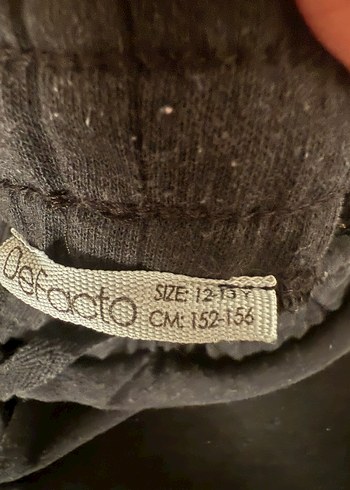 DeFacto
SIZE: 12-13 Y
CM: 152-156